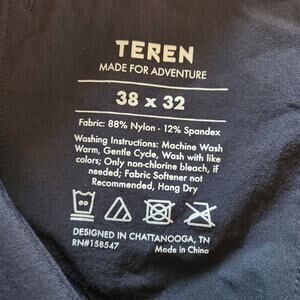 TEREN
MADE FOR ADVENTURE
38 x 32
Fabric: 88% Nylon - 12% Spandex
Washing Instructions: Machine Wash
Warm, Gentle Cycle, Wash with like
colors; Only non-chlorine bleach, if
needed; Fabric Softener not
Recommended, Hang Dry
DESIGNED IN CHATTANOOGA, TN
RN#158547 Made in China